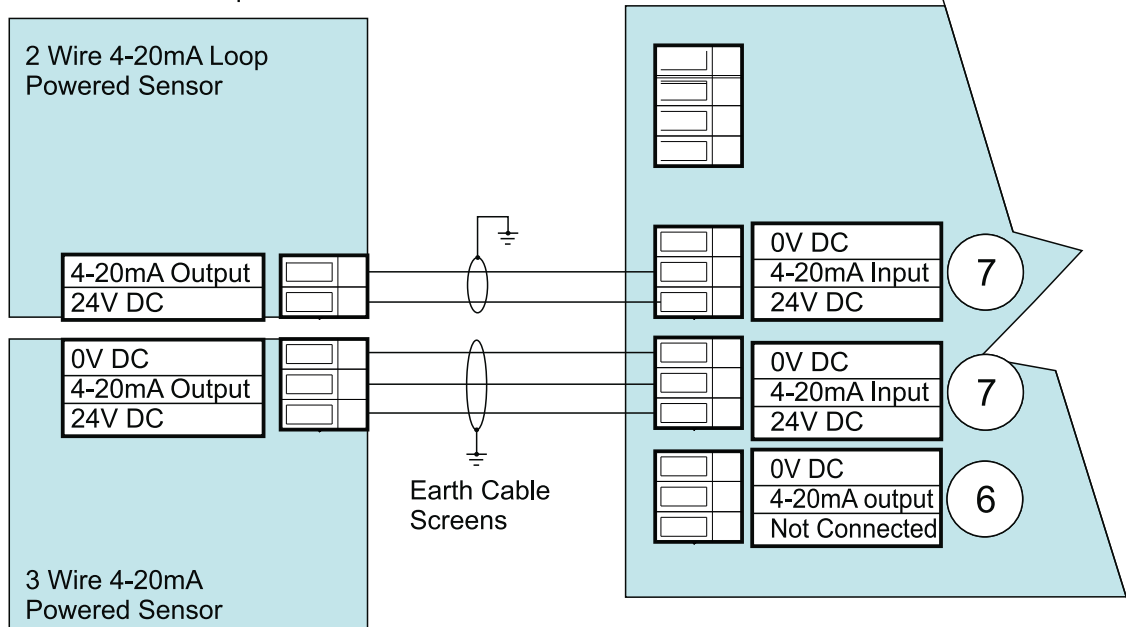 2 Wire 4-20mA Loop
Powered Sensor
4-20mA Output
24V DC
0V DC
4-20mA Input
24V DC
7
0V DC
4-20mA Output
24V DC
0V DC
4-20mA Input
24V DC
7
0V DC
4-20mA output
Not Connected
6
Earth Cable
Screens
3 Wire 4-20mA
Powered Sensor